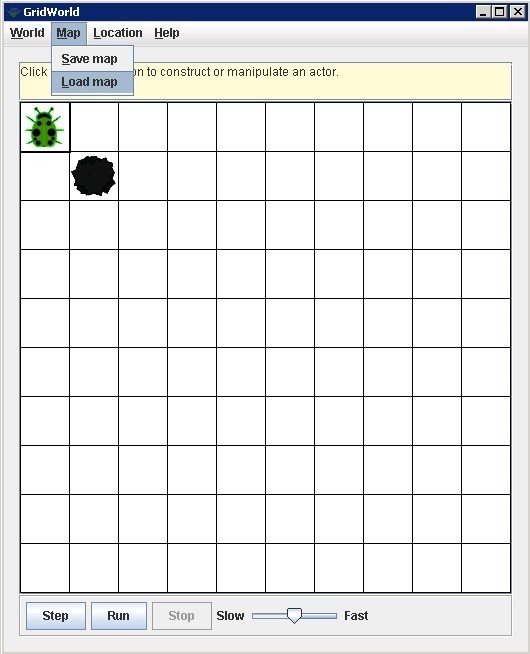 GridWorld
World Map Location Help
Save map
Load map
Click on to construct or manipulate an actor.
Step Run Stop Slow Fast